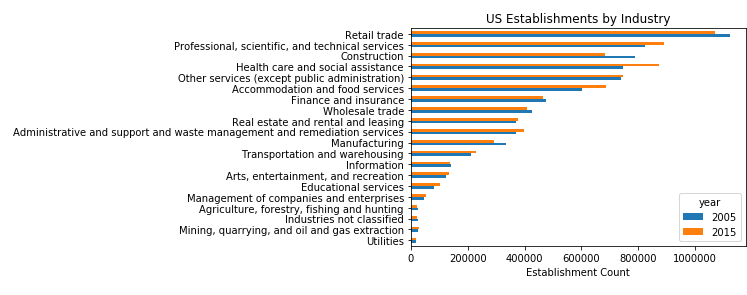 US Establishments by Industry
Retail trade
Professional, scientific, and technical services
Construction
Health care and social assistance
Other services (except public administration)
Accommodation and food services
Finance and insurance
Wholesale trade
Real estate and rental and leasing
Administrative and support and waste management and remediation services
Manufacturing
Transportation and warehousing
Information
Arts, entertainment, and recreation
Educational services
Management of companies and enterprises
Agriculture, forestry, fishing and hunting
Industries not classified
Mining, quarrying, and oil and gas extraction
Utilities
year
2005
2015
0 200000 400000 600000 800000 1000000
Establishment Count